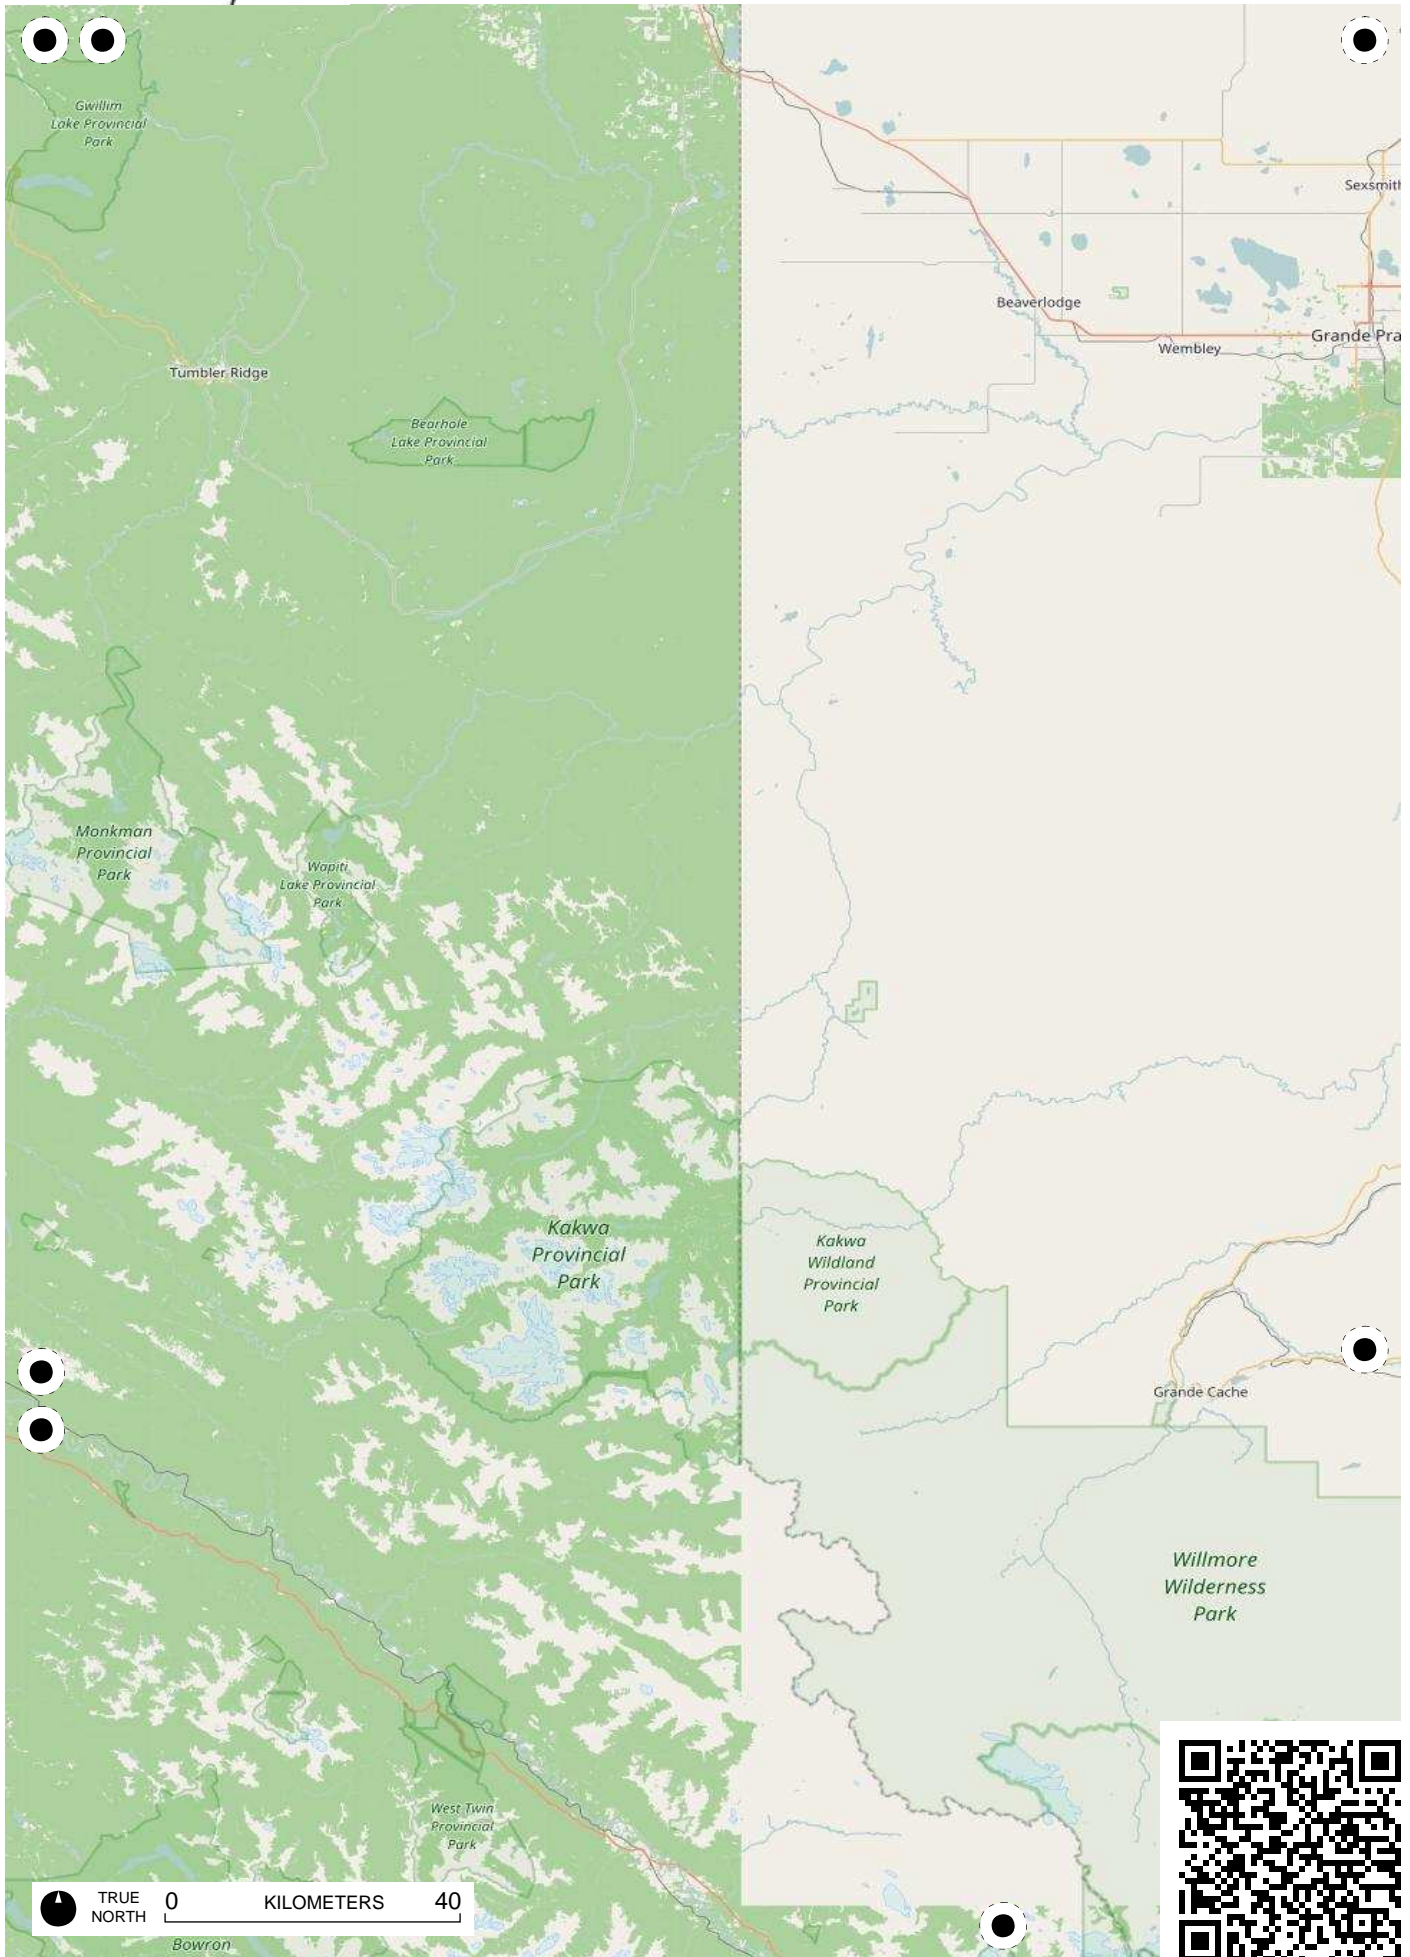 Gwillim
Lake Provincial
Park
Sexsmith
Beaverlodge
Wembley
Grande Pra
Tumbler Ridge
Bearhole
Lake Provincial
Park
Monkman
Provincial
Park
Wapiti
Lake Provincial
Park
Kakwa
Provincial
Park
Kakwa
Wildland
Provincial
Park
Grande Cache
Willmore
Wilderness
Park
West Twin
Provincial
Park
TRUE
NORTH
0 KILOMETERS 40
Bowron